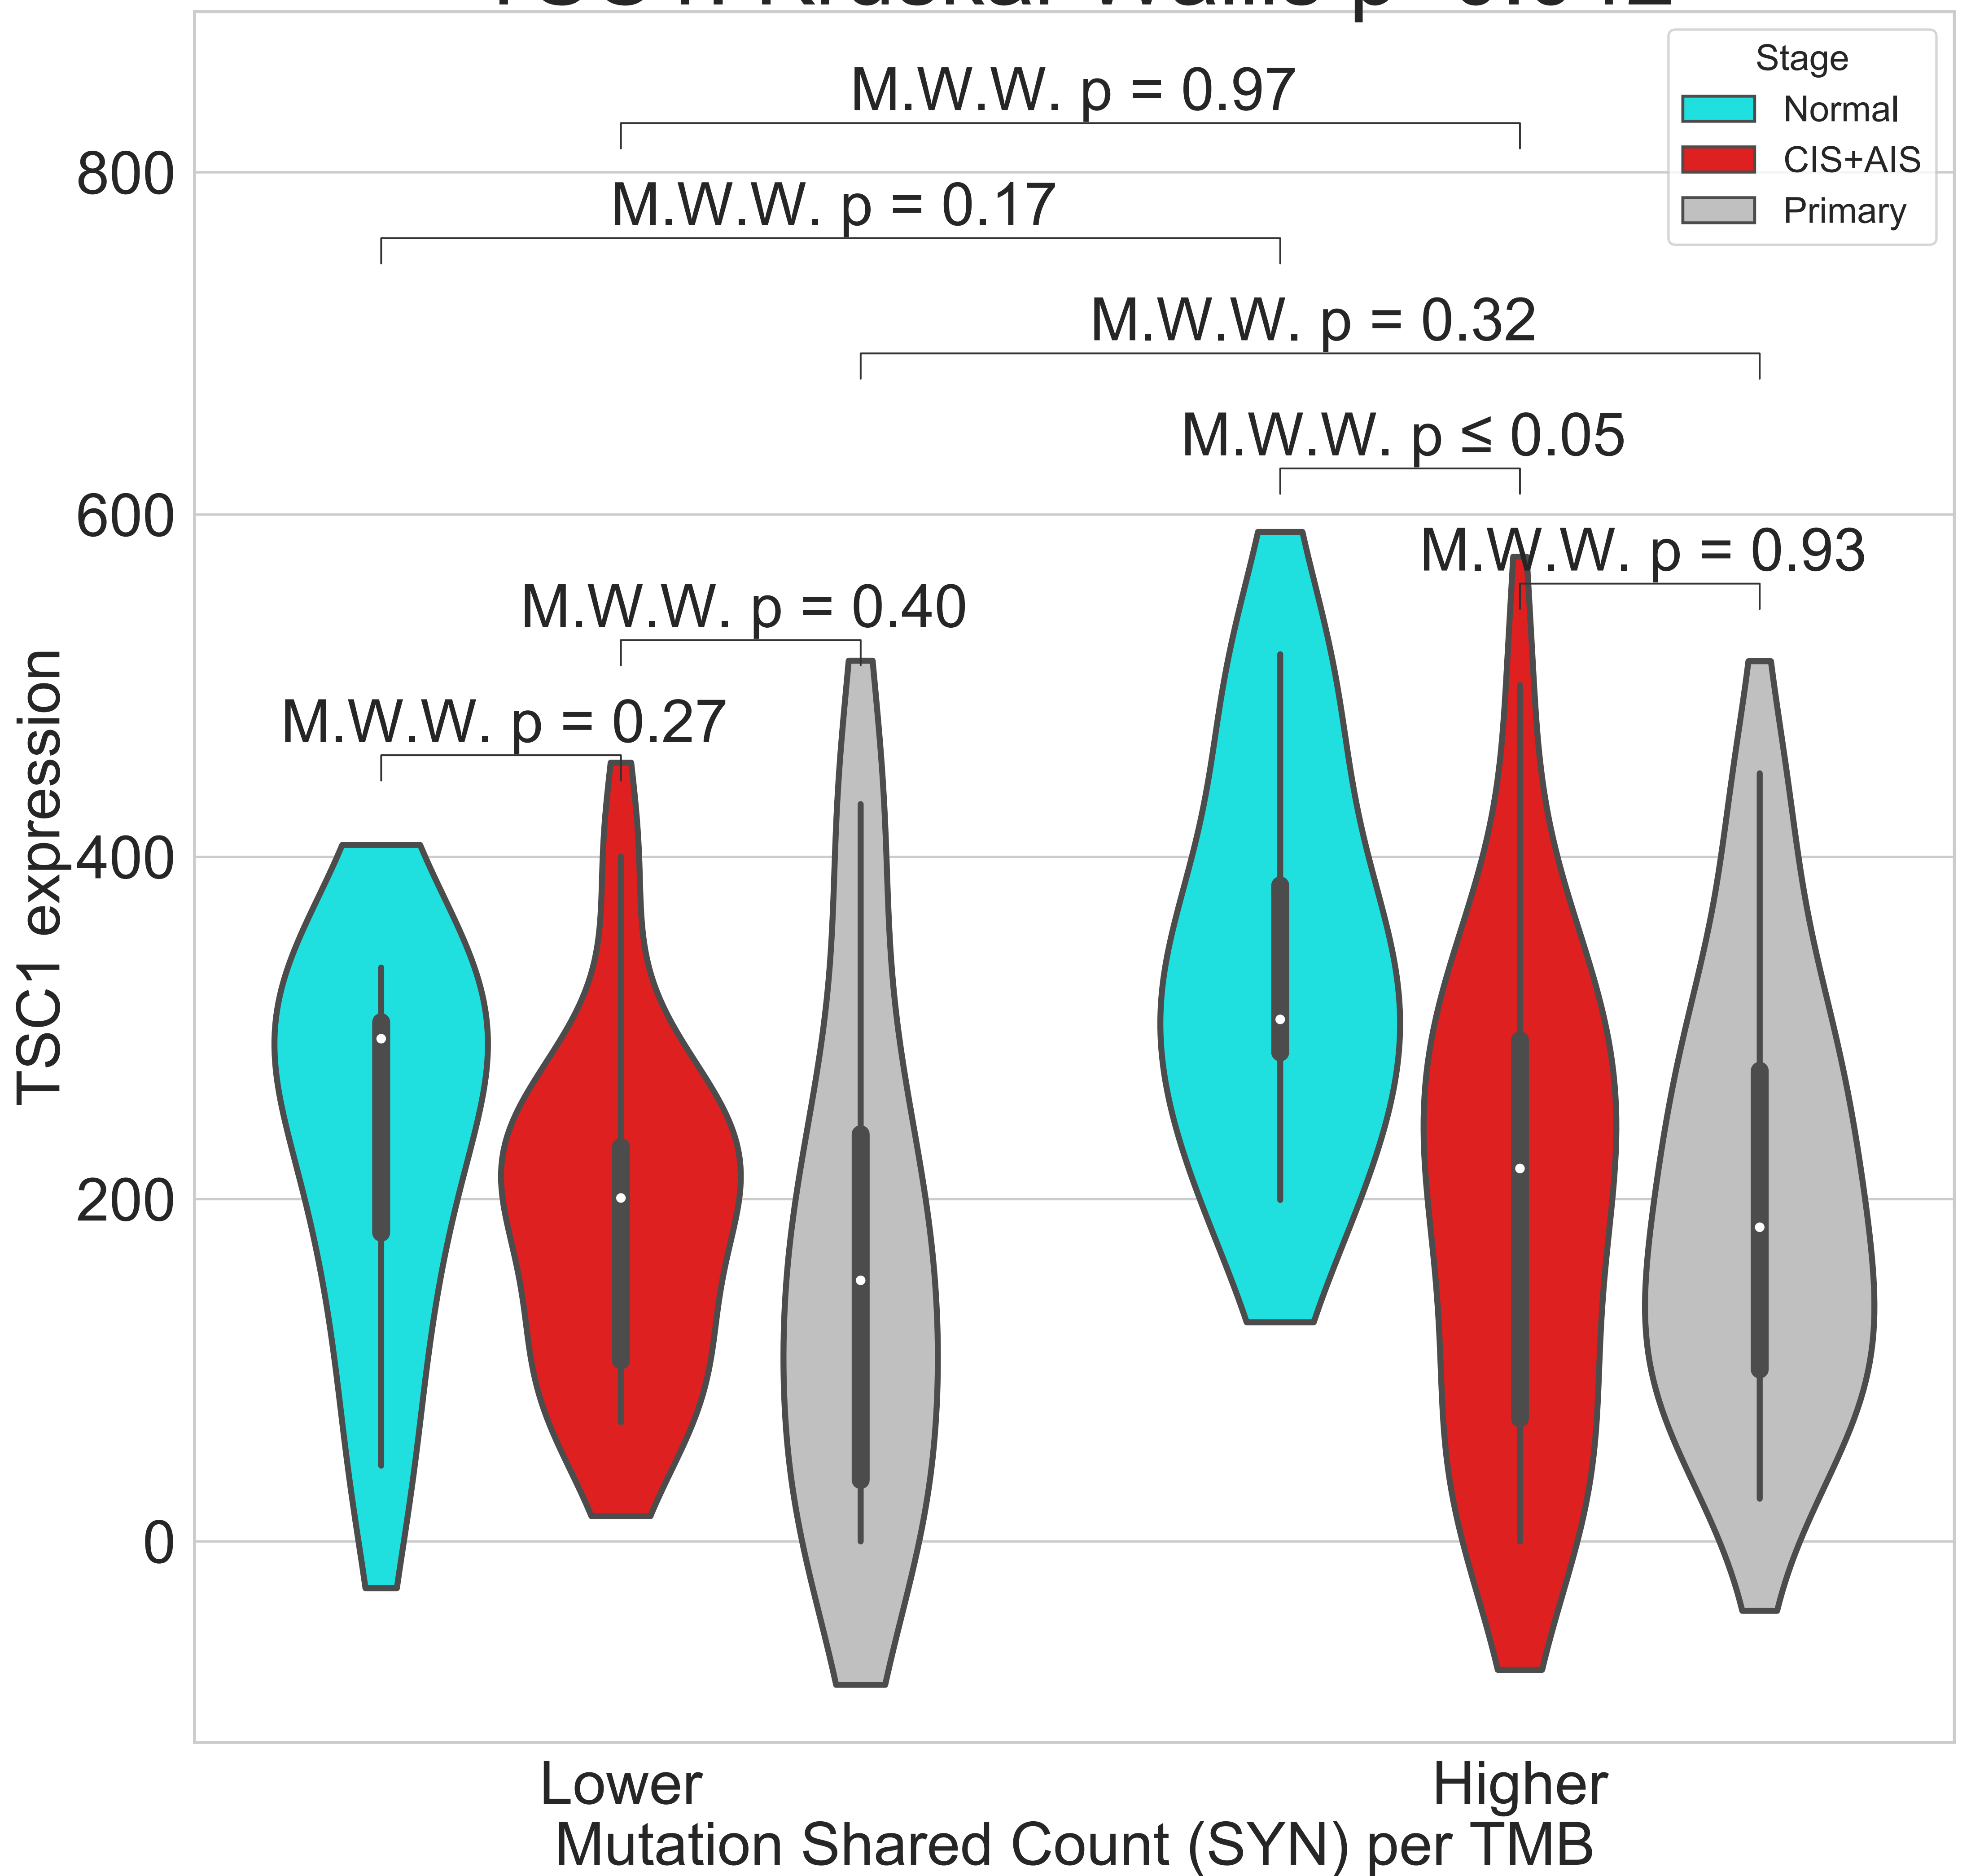 Stage
Normal
CIS+AIS
Primary
M.W.W. p = 0.97
M.W.W. p = 0.17
M.W.W. p = 0.32
M.W.W. p ≤ 0.05
M.W.W. p = 0.93
M.W.W. p = 0.40
M.W.W. p = 0.27
800
600
400
200
0
TSC1 expression
Lower
Higher
Mutation Shared Count (SYN) per TMB